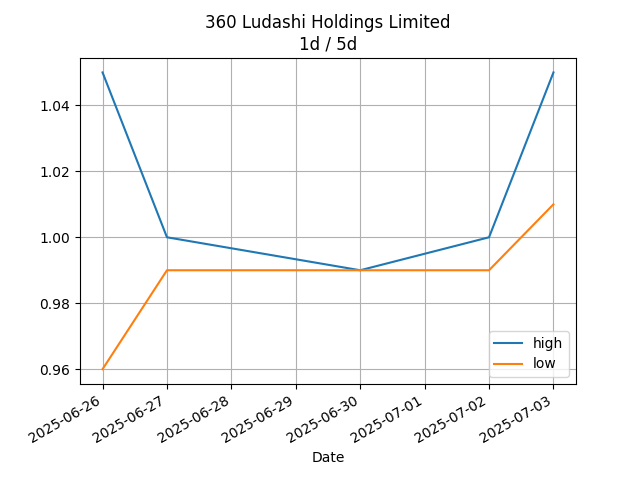 360 Ludashi Holdings Limited
1d / 5d
1.04
1.02
1.00
0.98
0.96
high
low
2025-06-26
2025-06-27
2025-06-28
2025-06-29
2025-06-30
2025-07-01
2025-07-02
2025-07-03
Date